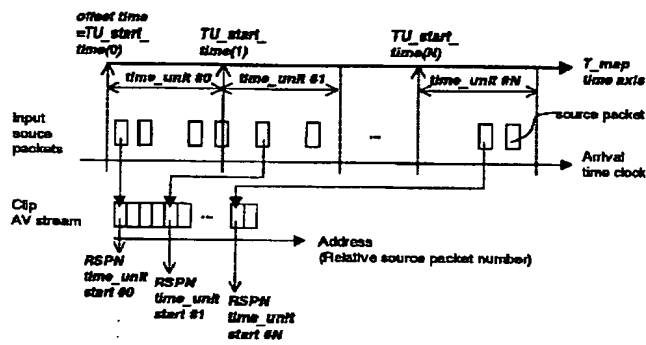 offset time
=TU_start_
time(0)
TU_start_
time(1)
TU_start_
time(N)
T_map
time axis
time_unit #0
time_unit #1
time_unit #N
Input
souce
packets
source packet
...
Arrival
time clock
Clip
AV stream
...
Address
(Relative source packet number)
RSPN
time_unit
start #0
RSPN
time_unit
start #1
RSPN
time_unit
start #N